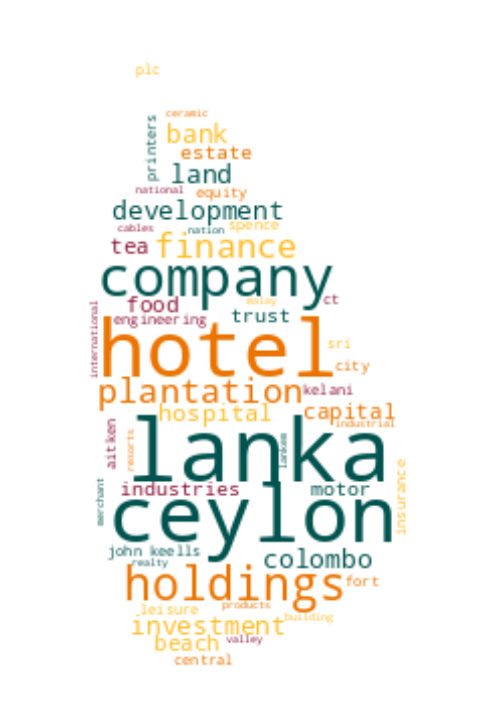 plc
ceramic
printers
bank
estate
land
national
equity
development
cables
nation
spence
tea
finance
company
food
malay
ct
engineering
trust
international
hotel
sri
city
plantation
kelani
hospital
capital
industrial
aitken
resorts
lanka
lankem
industries
motor
merchant
insurance
ceylon
john keells
realty
colombo
holdings
fort
leisure
products
investment
building
beach
valley
central